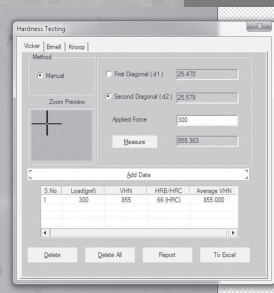 Hardness Testing
Vicker Brinell Knoop
Method
Manual
First Diagonal ( d1 ) 25.470
Second Diagonal ( d2 ) 25.579
Zoom Preview
Applied Force 300
Measure 855.363
Add Data
S.No. Load(gmf) VHN HRB/HRC Average VHN
1 300 855 66 (HRC) 855.000
Delete Delete All Report To Excel